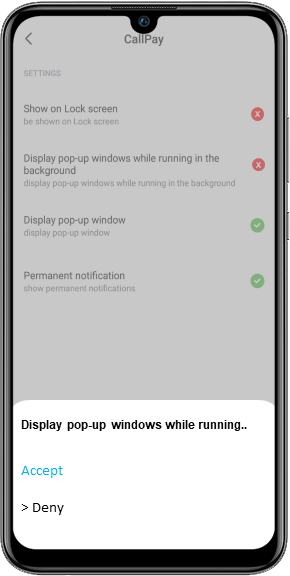 CallPay
SETTINGS
Show on Lock screen
be shown on Lock screen
Display pop-up windows while running in the
background
display pop-up windows while running in the background
Display pop-up window
display pop-up window
Permanent notification
show permanent notifications
Display pop-up windows while running..
Accept
> Deny